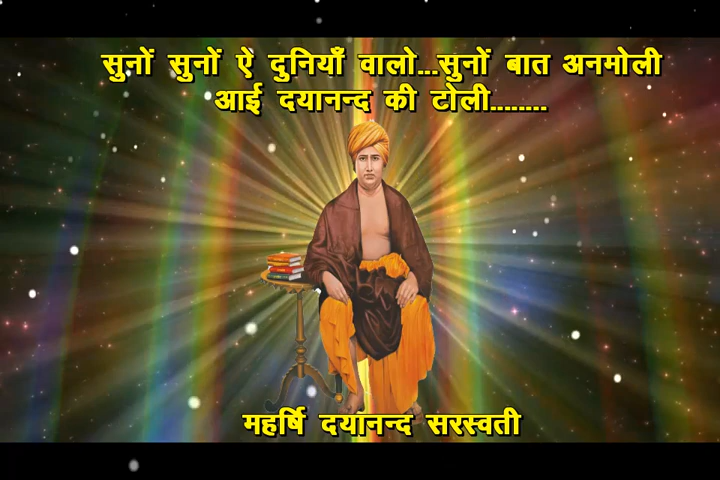 सुनों सुनों ऐं दुनियाँ वालो...सुनों बात अनमोली
आई दयानन्द की टोली........
महर्षि दयानन्द सरस्वती